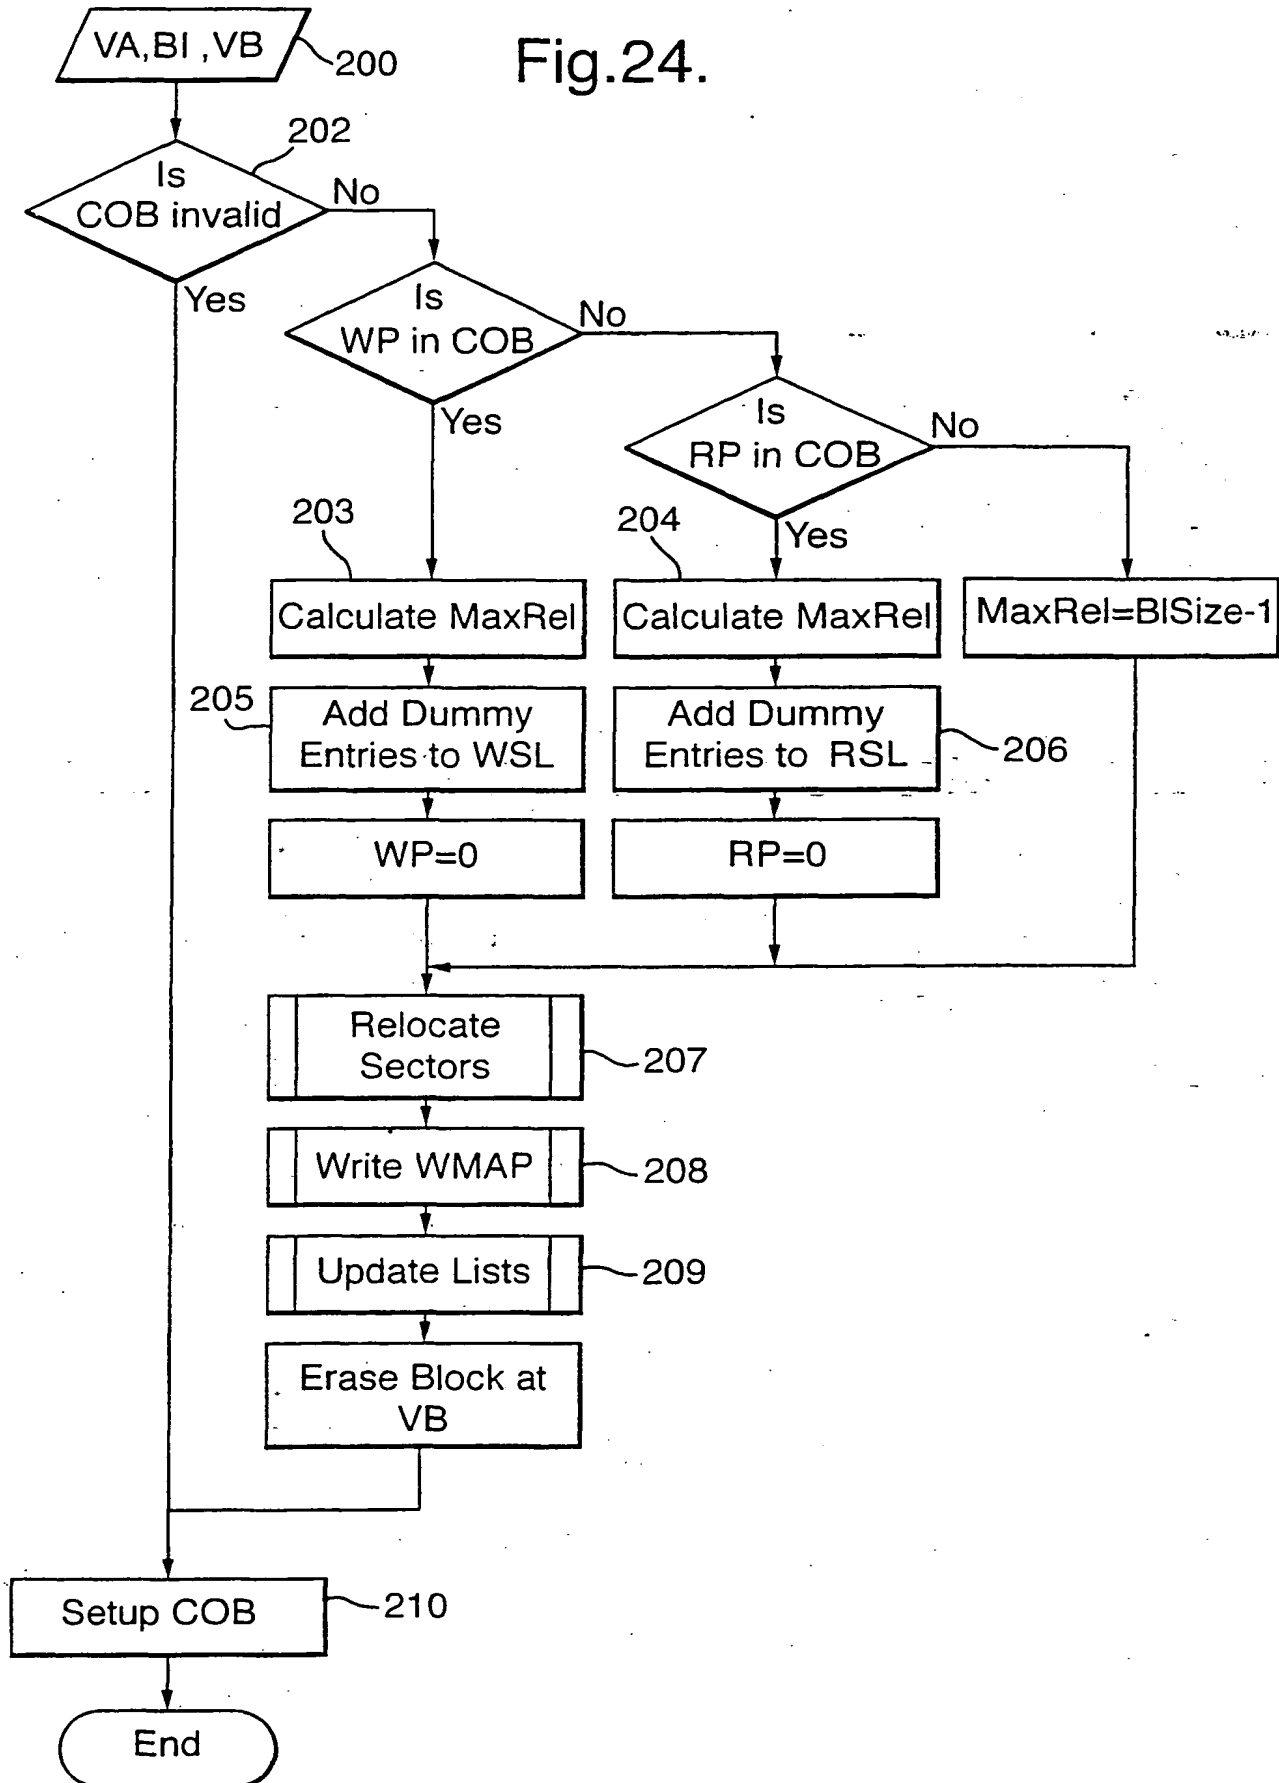 Fig.24.
VA,BI ,VB
200
202
Is
COB invalid
No
Yes
Is
WP in COB
No
Yes
Is
RP in COB
No
Yes
203
204
Calculate MaxRel
Calculate MaxRel
MaxRel=BISize-1
205
Add Dummy
Entries to WSL
Add Dummy
Entries to RSL
206
WP=0
RP=0
Relocate
Sectors
207
Write WMAP
208
Update Lists
209
Erase Block at
VB
Setup COB
210
End